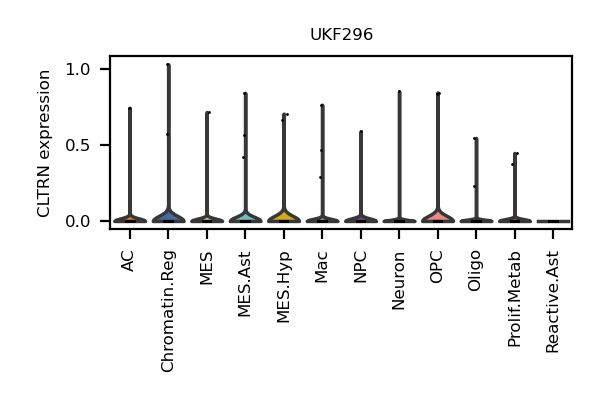 UKF296
CLTRN expression
1.0
0.5
0.0
AC
Chromatin.Reg
MES
MES.Ast
MES.Hyp
Mac
NPC
Neuron
OPC
Oligo
Prolif.Metab
Reactive.Ast